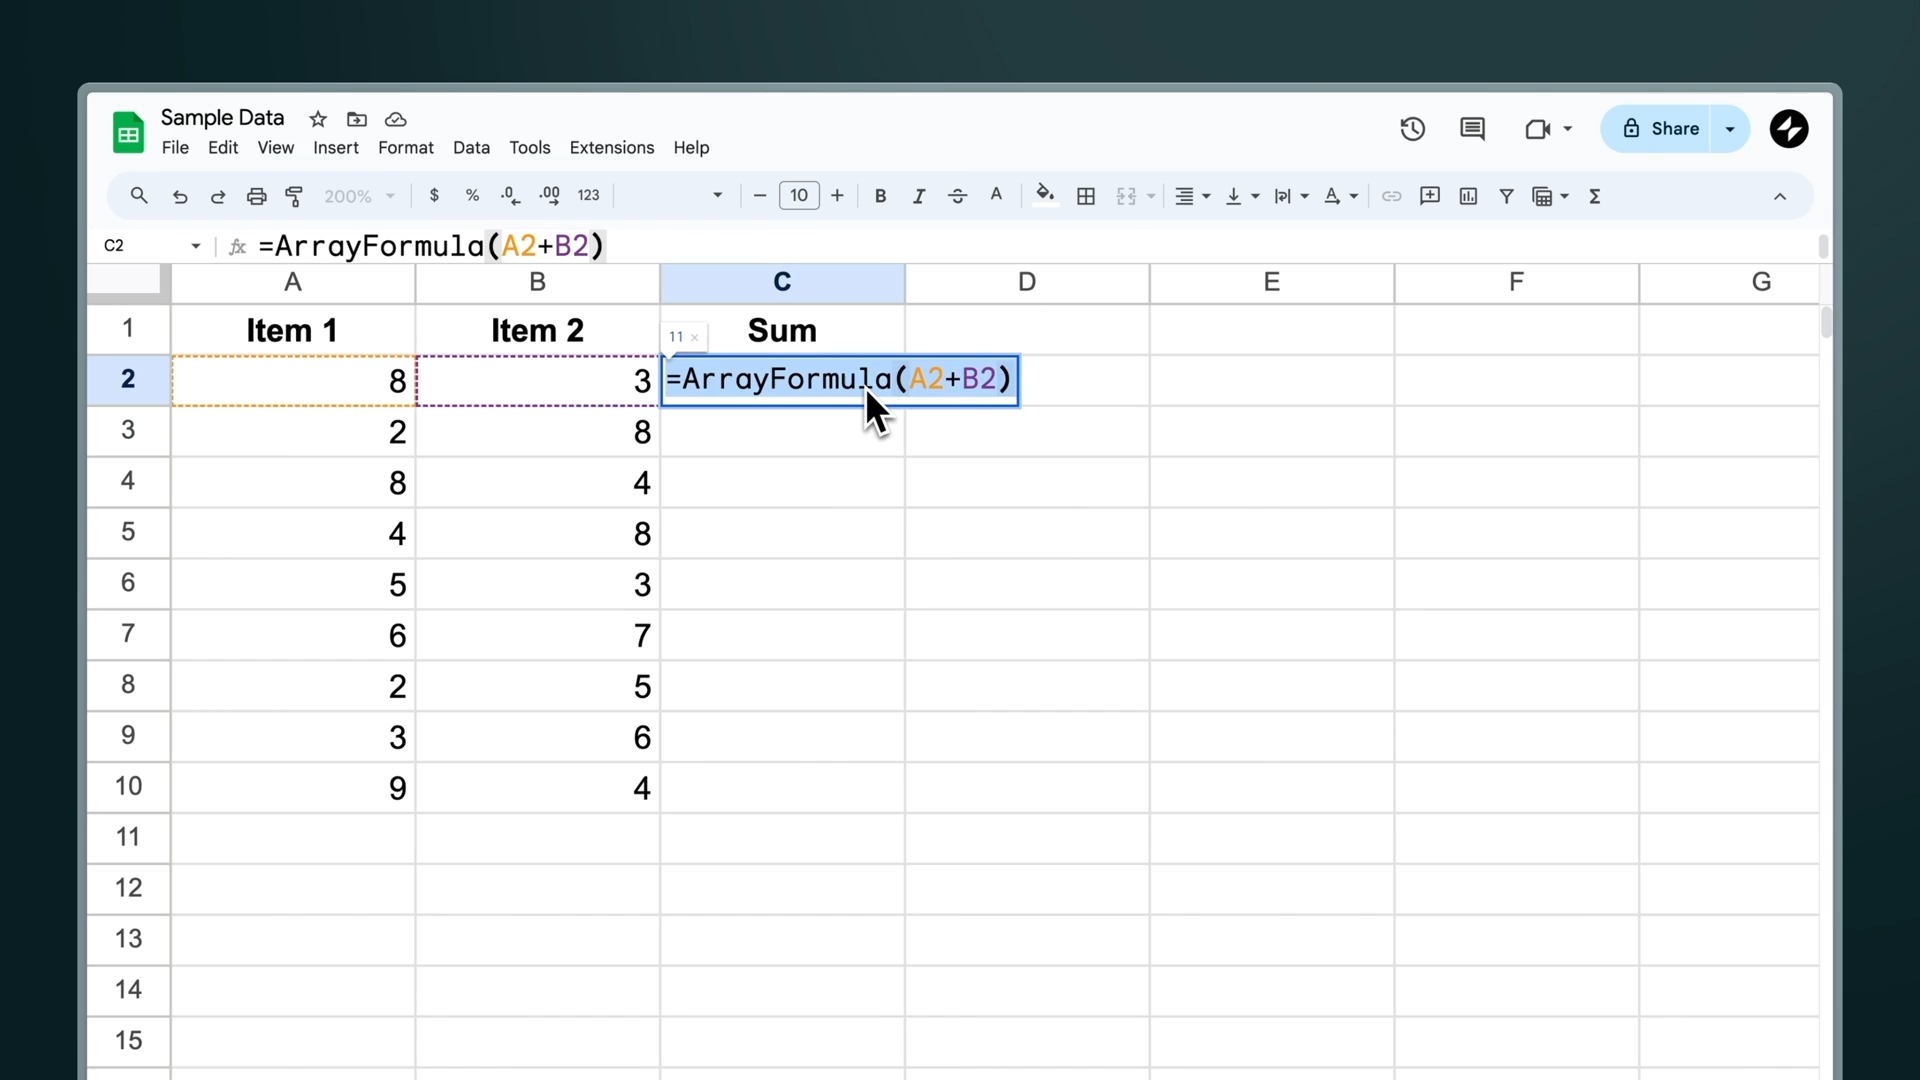 Sample Data
File Edit View Insert Format Data Tools Extensions Help
Share
200% $ % .0 .00 123 10 B I A Σ
C2 fx =ArrayFormula(A2+B2)
A B C D E F G
1 Item 1 Item 2 11 × Sum
2 8 3 =ArrayFormula(A2+B2)
3 2 8
4 8 4
5 4 8
6 5 3
7 6 7
8 2 5
9 3 6
10 9 4
11
12
13
14
15